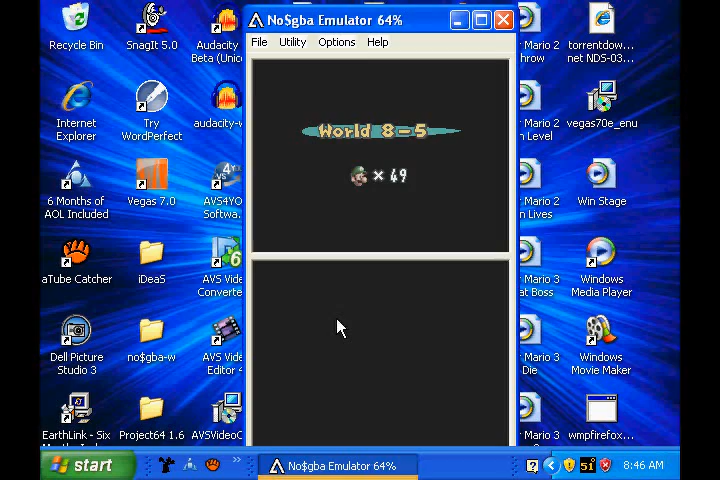 No$gba Emulator 64%
File Utility Options Help
World 8-5
× 49
Recycle Bin
SnagIt 5.0
Audacity
Beta (Unic
Mario 2
hrow
torrentdow...
net NDS-03...
Internet
Explorer
Try
WordPerfect
audacity-w
Mario 2
n Level
vegas70e_enu
6 Months of
AOL Included
Vegas 7.0
AVS4YO
Softwa..
Mario 2
n Lives
Win Stage
aTube Catcher
iDeaS
AVS
Converte
Mario 3
at Boss
Windows
Media Player
Dell Picture
Studio 3
no$gba-w
AVS Vide
Editor 4
Mario 3
Die
Windows
Movie Maker
EarthLink - Six
Project64 1.6
AVSVideoC
Mario 3
wmpfirefox...
start
No$gba Emulator 64%
8:46 AM